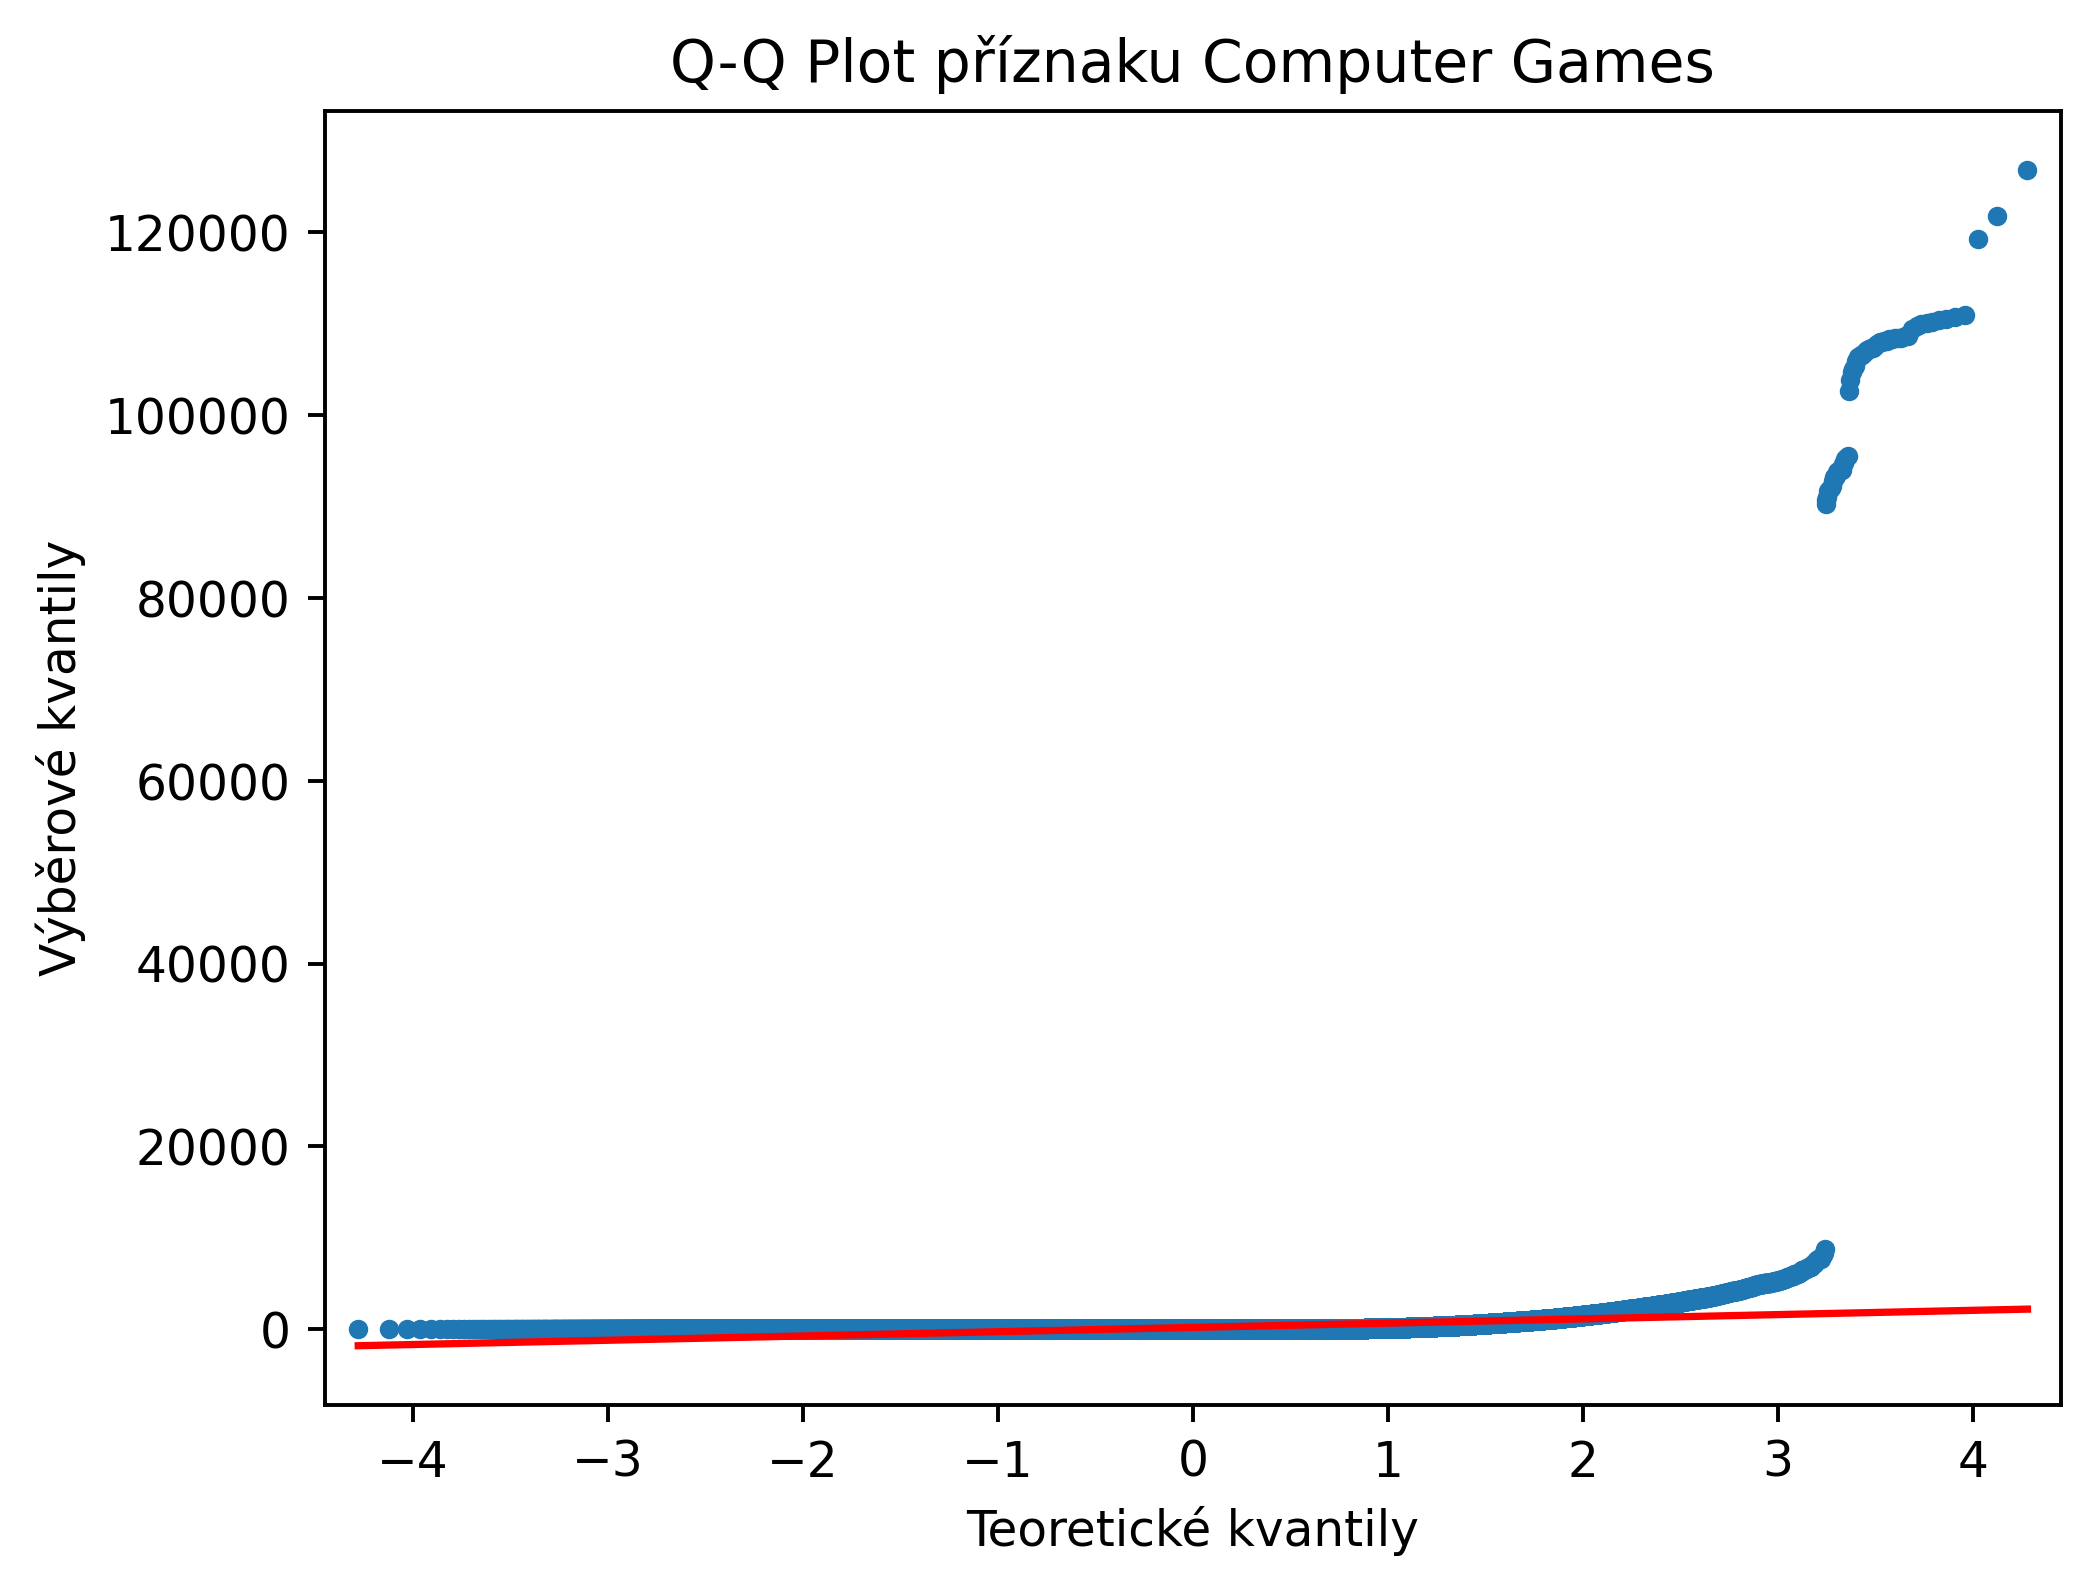 Q-Q Plot příznaku Computer Games
Výběrové kvantily
120000
100000
80000
60000
40000
20000
0
−4 −3 −2 −1 0 1 2 3 4
Teoretické kvantily